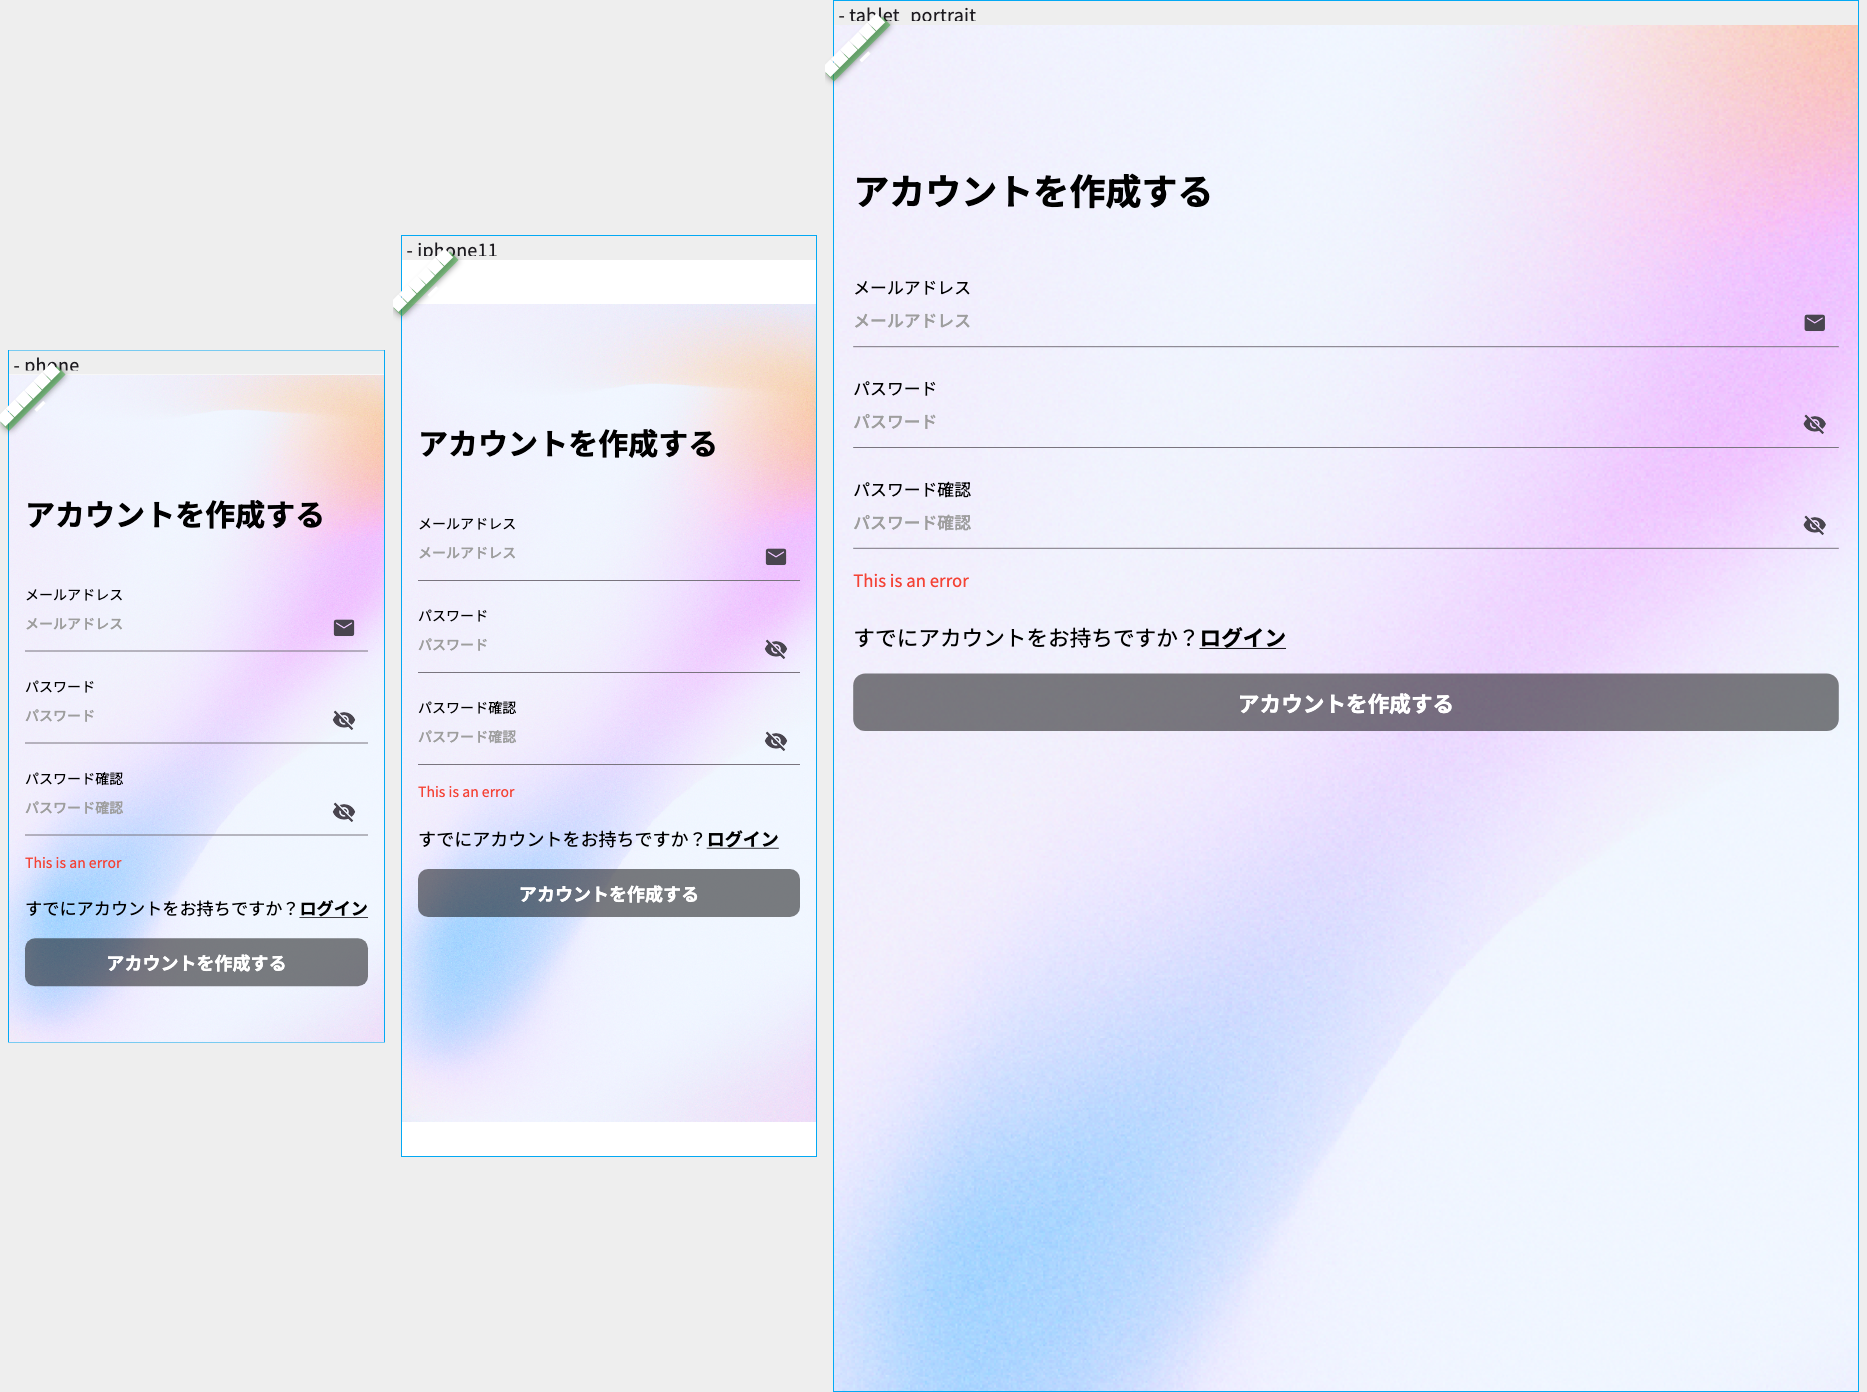 - phone
アカウントを作成する
メールアドレス
メールアドレス
パスワード
パスワード
パスワード確認
パスワード確認
This is an error
すでにアカウントをお持ちですか？ログイン
アカウントを作成する
- iphone11
アカウントを作成する
メールアドレス
メールアドレス
パスワード
パスワード
パスワード確認
パスワード確認
This is an error
すでにアカウントをお持ちですか？ログイン
アカウントを作成する
- tablet_portrait
アカウントを作成する
メールアドレス
メールアドレス
パスワード
パスワード
パスワード確認
パスワード確認
This is an error
すでにアカウントをお持ちですか？ログイン
アカウントを作成する